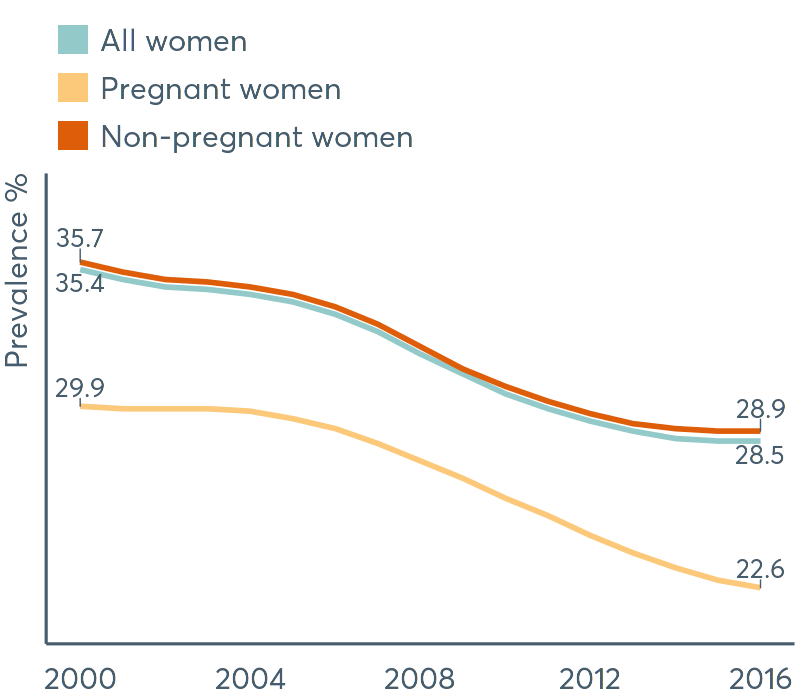 All women
Pregnant women
Non-pregnant women
Prevalence %
35.7
35.4
29.9
28.9
28.5
22.6
2000 2004 2008 2012 2016